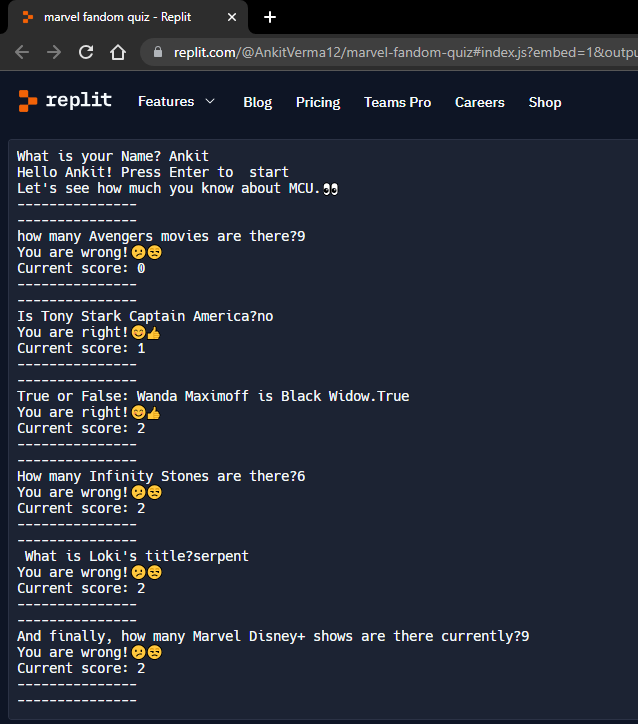 marvel fandom quiz - Replit
replit.com/@AnkitVerma12/marvel-fandom-quiz#index.js?embed=1&outpu
replit Features Blog Pricing Teams Pro Careers Shop
What is your Name? Ankit
Hello Ankit! Press Enter to  start
Let's see how much you know about MCU.👀
---------------
---------------
how many Avengers movies are there?9
You are wrong!😕😒
Current score: 0
---------------
---------------
Is Tony Stark Captain America?no
You are right!😊👍
Current score: 1
---------------
---------------
True or False: Wanda Maximoff is Black Widow.True
You are right!😊👍
Current score: 2
---------------
---------------
How many Infinity Stones are there?6
You are wrong!😕😒
Current score: 2
---------------
---------------
 What is Loki's title?serpent
You are wrong!😕😒
Current score: 2
---------------
---------------
And finally, how many Marvel Disney+ shows are there currently?9
You are wrong!😕😒
Current score: 2
---------------
---------------